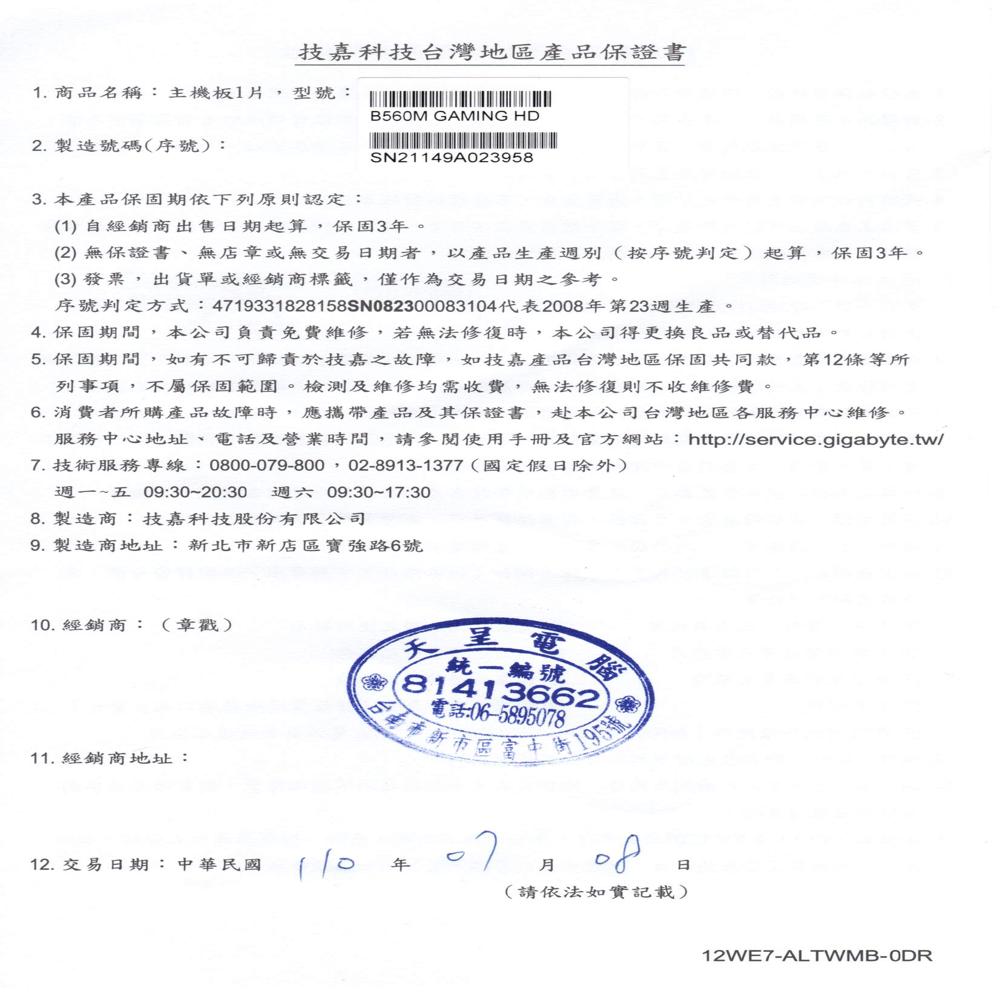 技嘉科技台灣地區產品保證書
1. 商品名稱：主機板1片，型號：
B560M GAMING HD
2. 製造號碼(序號)：
SN21149A023958
3. 本產品保固期依下列原則認定：
(1) 自經銷商出售日期起算，保固3年。
(2) 無保證書、無店章或無交易日期者，以產品生產週別（按序號判定）起算，保固3年。
(3) 發票，出貨單或經銷商標籤，僅作為交易日期之參考。
序號判定方式：4719331828158SN082300083104代表2008年第23週生產。
4. 保固期間，本公司負責免費維修，若無法修復時，本公司得更換良品或替代品。
5. 保固期間，如有不可歸責於技嘉之故障，如技嘉產品台灣地區保固共同款，第12條等所
列事項，不屬保固範圍。檢測及維修均需收費，無法修復則不收維修費。
6. 消費者所購產品故障時，應攜帶產品及其保證書，赴本公司台灣地區各服務中心維修。
服務中心地址、電話及營業時間，請參閱使用手冊及官方網站：http://service.gigabyte.tw/
7. 技術服務專線：0800-079-800，02-8913-1377（國定假日除外）
週一~五 09:30~20:30 週六 09:30~17:30
8. 製造商：技嘉科技股份有限公司
9. 製造商地址：新北市新店區寶強路6號
10. 經銷商：（章戳）
天呈電腦
統一編號
81413662
電話:06-5895078
台南市新市區富中街195號
11. 經銷商地址：
12. 交易日期：中華民國 110 年 07 月 08 日
（請依法如實記載）
12WE7-ALTWMB-0DR